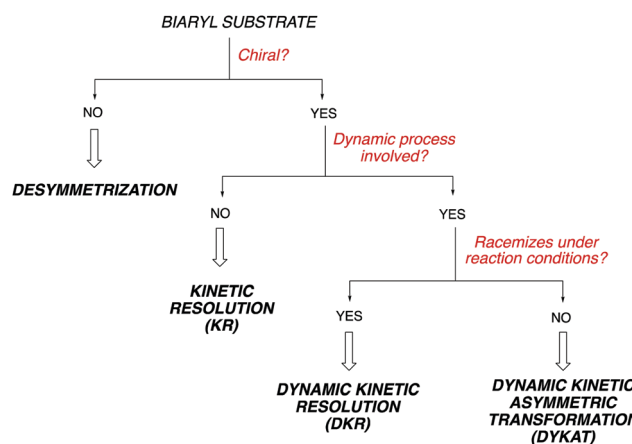 BIARYL SUBSTRATE
Chiral?
NO
YES
DESYMMETRIZATION
Dynamic process
involved?
NO
YES
KINETIC
RESOLUTION
(KR)
Racemizes under
reaction conditions?
YES
NO
DYNAMIC KINETIC
RESOLUTION
(DKR)
DYNAMIC KINETIC
ASYMMETRIC
TRANSFORMATION
(DYKAT)